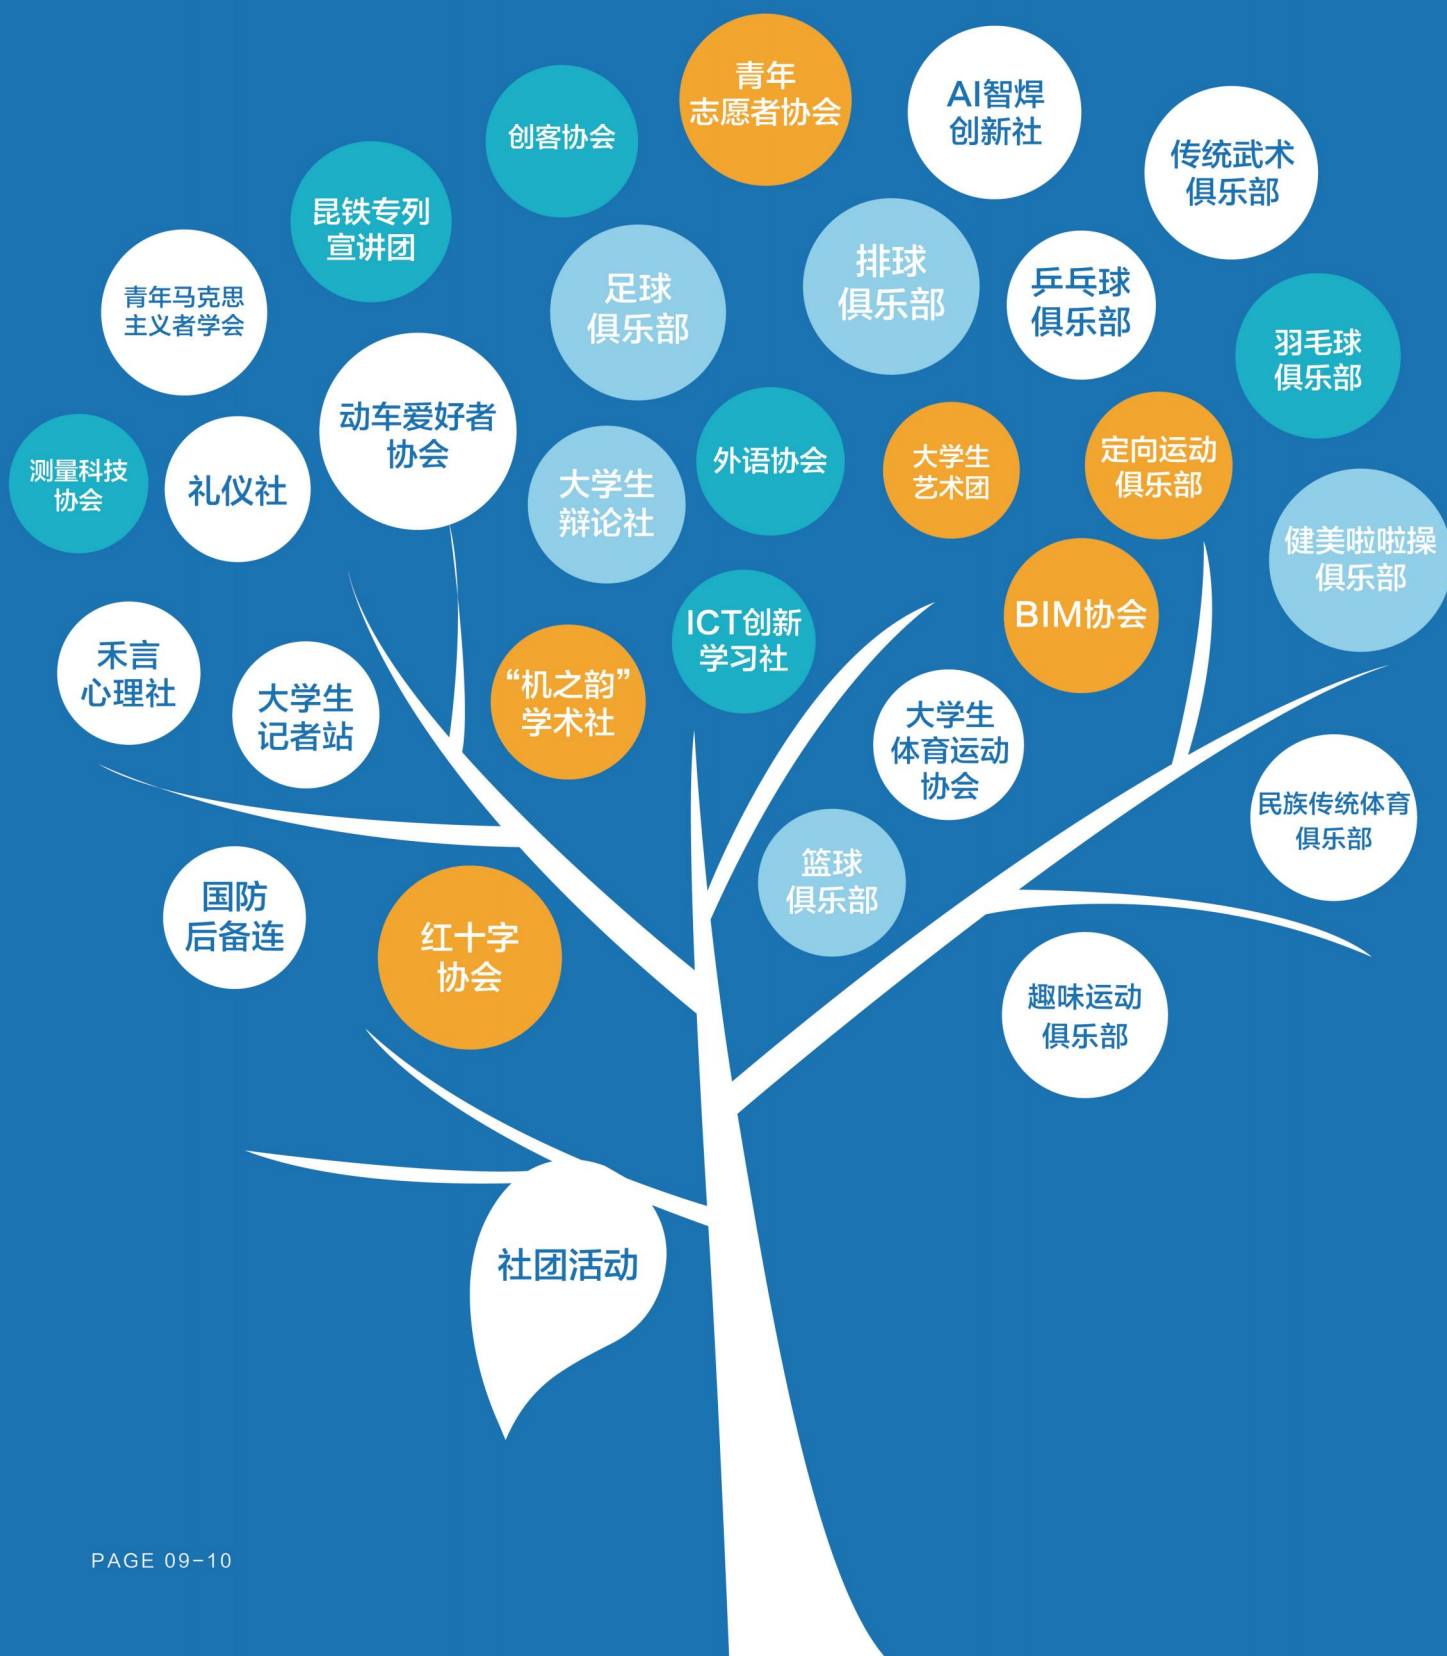 青年
志愿者协会
AI智焊
创新社
创客协会
传统武术
俱乐部
昆铁专列
宣讲团
青年马克思
主义者学会
足球
俱乐部
排球
俱乐部
乒乓球
俱乐部
羽毛球
俱乐部
动车爱好者
协会
测量科技
协会
礼仪社
大学生
辩论社
外语协会
大学生
艺术团
定向运动
俱乐部
健美啦啦操
俱乐部
禾言
心理社
大学生
记者站
“机之韵”
学术社
ICT创新
学习社
BIM协会
大学生
体育运动
协会
民族传统体育
俱乐部
国防
后备连
红十字
协会
篮球
俱乐部
趣味运动
俱乐部
社团活动
PAGE 09-10